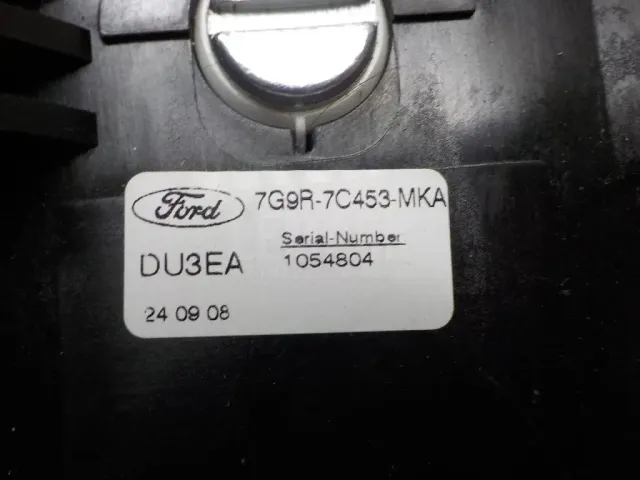 Ford 7G9R-7C453-MKA
Serial-Number
DU3EA 1054804
24 09 08